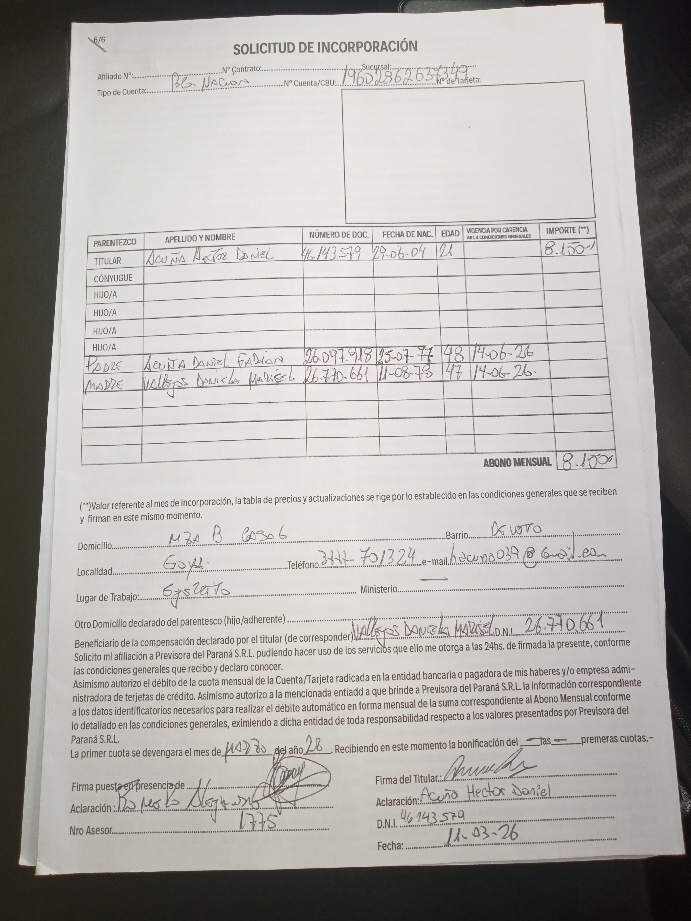 6/6
SOLICITUD DE INCORPORACIÓN
Afiliado N°: N° Contrato: Sucursal:
Tipo de Cuenta: Bco. Nacion N° Cuenta/CBU: N° de Tarjeta:
PARENTEZCO APELLIDO Y NOMBRE NÚMERO DE DOC. FECHA DE NAC. EDAD VIGENCIA POR CARENCIA IMPORTE (**)
TITULAR Acuña Hector Daniel 46.143.579 29-06-04 21 8.100
CÓNYUGUE
HIJO/A
HIJO/A
HIJO/A
HIJO/A
PADRE Acuña Daniel Fabian 26.097.918 25-07-77 48 14-06-26
MADRE Vallejos Daniela Marisel 26.770.661 11-08-78 47 14-06-26.
ABONO MENSUAL 8.100
(**)Valor referente al mes de incorporación, la tabla de precios y actualizaciones se rige por lo establecido en las condiciones generales que se reciben
y firman en este mismo momento.
Domicilio MZA B CASA 6 Barrio
Localidad Goya Teléfono 701324 e-mail
Lugar de Trabajo: Ejercito Ministerio
Otro Domicilio declarado del parentesco (hijo/adherente)
Beneficiario de la compensación declarado por el titular (de corresponder) Vallejos Daniela Marisel D.N.I. 26.770.661
Solicito mi afiliación a Previsora del Paraná S.R.L. pudiendo hacer uso de los servicios que ello me otorga a las 24hs. de firmada la presente, conforme
las condiciones generales que recibo y declaro conocer.
Asimismo autorizo el débito de la cuota mensual de la Cuenta/Tarjeta radicada en la entidad bancaria o pagadora de mis haberes y/o empresa admi-
nistradora de terjetas de crédito. Asimismo autorizo a la mencionada entiadd a que brinde a Previsora del Paraná S.R.L. la información correspondiente
a los datos identificatorios necesarios para realizar el débito automático en forma mensual de la suma correspondiente al Abono Mensual conforme
lo detallado en las condiciones generales, eximiendo a dicha entidad de toda responsabilidad respecto a los valores presentados por Previsora del
Paraná S.R.L.
La primer cuota se devengara el mes de MARZO del año 26. Recibiendo en este momento la bonificación del — las — premeras cuotas.-
Firma puesta en presencia de
Firma del Titular:
Aclaración:
Aclaración: Acuña Hector Daniel
Nro Asesor 1775
D.N.I. 46143579
Fecha: 11-03-26